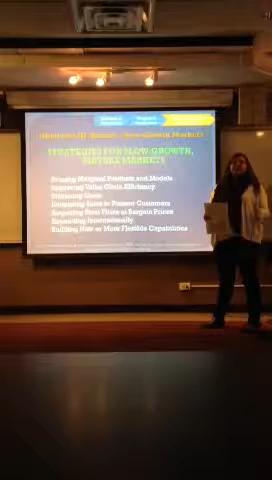 STRATEGIES FOR SLOW-GROWTH,
MATURE MARKETS
Pruning Marginal Products and Models
Improving Value Chain Efficiency
Trimming Costs
Increasing Sales to Present Customers
Acquiring Rival Firms at Bargain Prices
Expanding Internationally
Building New or More Flexible Capabilities